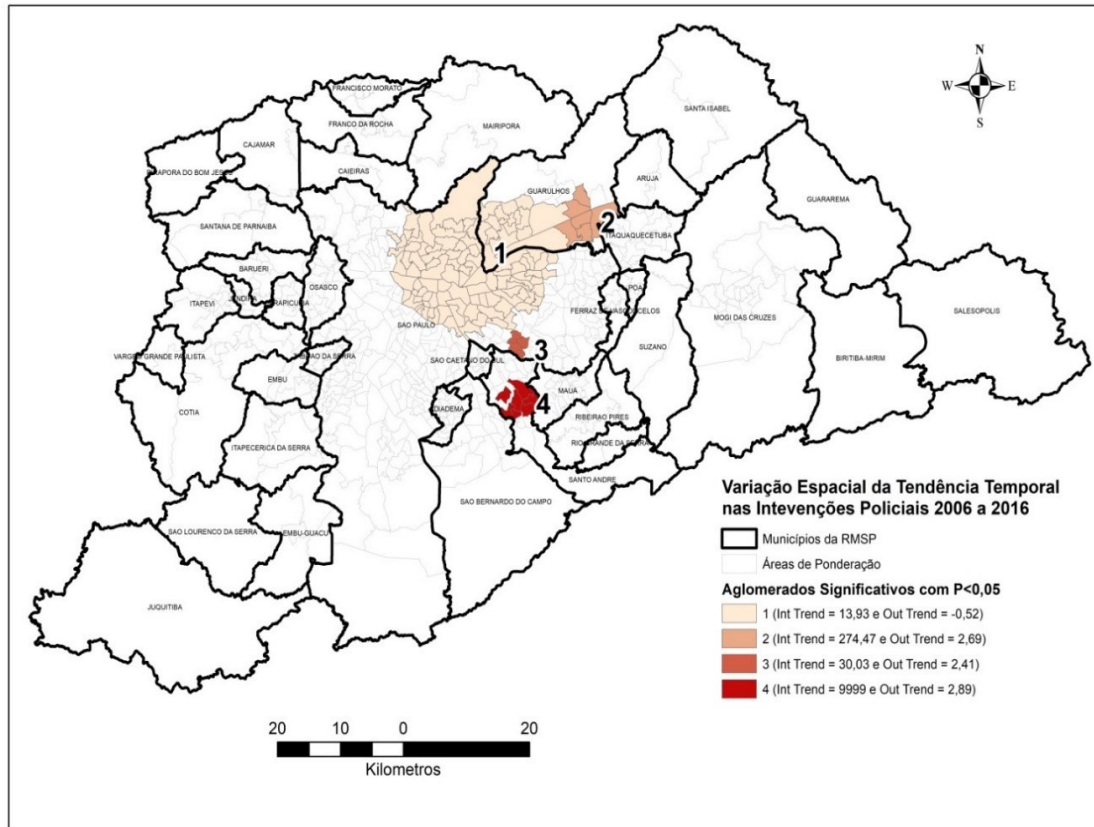 N
W E
S
FRANCISCO MORATO
FRANCO DA ROCHA
MAIRIPORA
SANTA ISABEL
CAJAMAR
CAIEIRAS
PIRAPORA DO BOM JESUS
GUARULHOS
ARUJA
GUARAREMA
SANTANA DE PARNAIBA
2
ITAQUAQUECETUBA
1
BARUERI
OSASCO
ITAPEVI
JANDIRA
CARAPICUIBA
POA
SALESOPOLIS
SAO PAULO
FERRAZ DE VASCONCELOS
MOGI DAS CRUZES
SUZANO
BIRITIBA-MIRIM
VARGEM GRANDE PAULISTA
TABOAO DA SERRA
SAO CAETANO DO SUL
3
EMBU
MAUA
4
COTIA
DIADEMA
RIBEIRAO PIRES
ITAPECERICA DA SERRA
RIO GRANDE DA SERRA
SANTO ANDRE
SAO BERNARDO DO CAMPO
SAO LOURENCO DA SERRA
EMBU-GUACU
JUQUITIBA
Variação Espacial da Tendência Temporal
nas Intevenções Policiais 2006 a 2016
Municípios da RMSP
Áreas de Ponderação
Aglomerados Significativos com P<0,05
1 (Int Trend = 13,93 e Out Trend = -0,52)
2 (Int Trend = 274,47 e Out Trend = 2,69)
3 (Int Trend = 30,03 e Out Trend = 2,41)
4 (Int Trend = 9999 e Out Trend = 2,89)
20 10 0 20
Kilometros